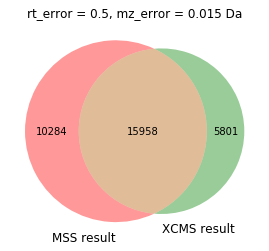 rt_error = 0.5, mz_error = 0.015 Da
10284
15958
5801
XCMS result
MSS result